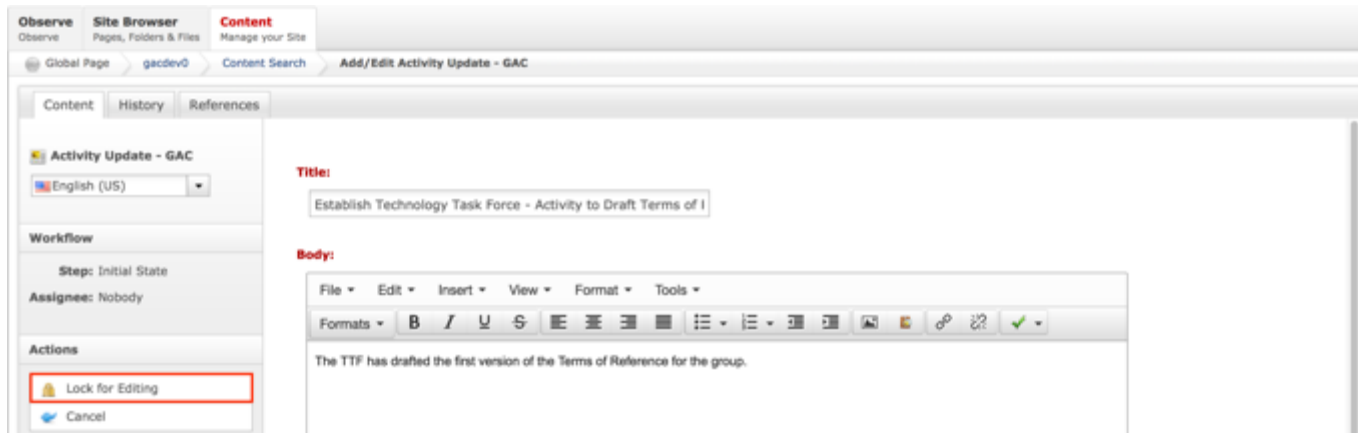 Observe Site Browser Content
Observe Pages, Folders & Files Manage your Site
Global Page gacdev0 Content Search Add/Edit Activity Update - GAC
Content History References
Activity Update - GAC
English (US)
Workflow
Step: Initial State
Assignee: Nobody
Actions
Lock for Editing
Cancel
Title:
Establish Technology Task Force - Activity to Draft Terms of
Body:
File Edit Insert View Format Tools
Formats B I U S
The TTF has drafted the first version of the Terms of Reference for the group.